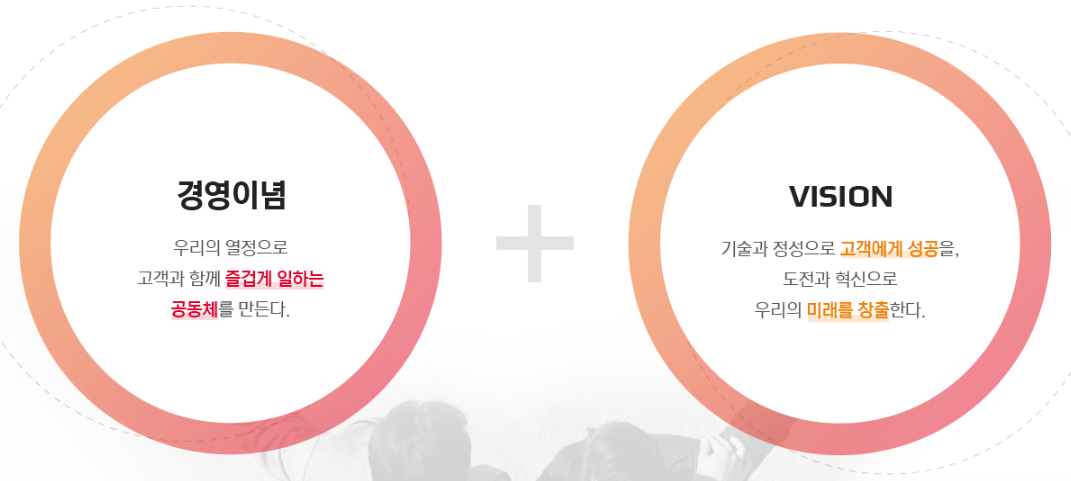 경영이념
우리의 열정으로
고객과 함께 즐겁게 일하는
공동체를 만든다.
VISION
기술과 정성으로 고객에게 성공을,
도전과 혁신으로
우리의 미래를 창출한다.